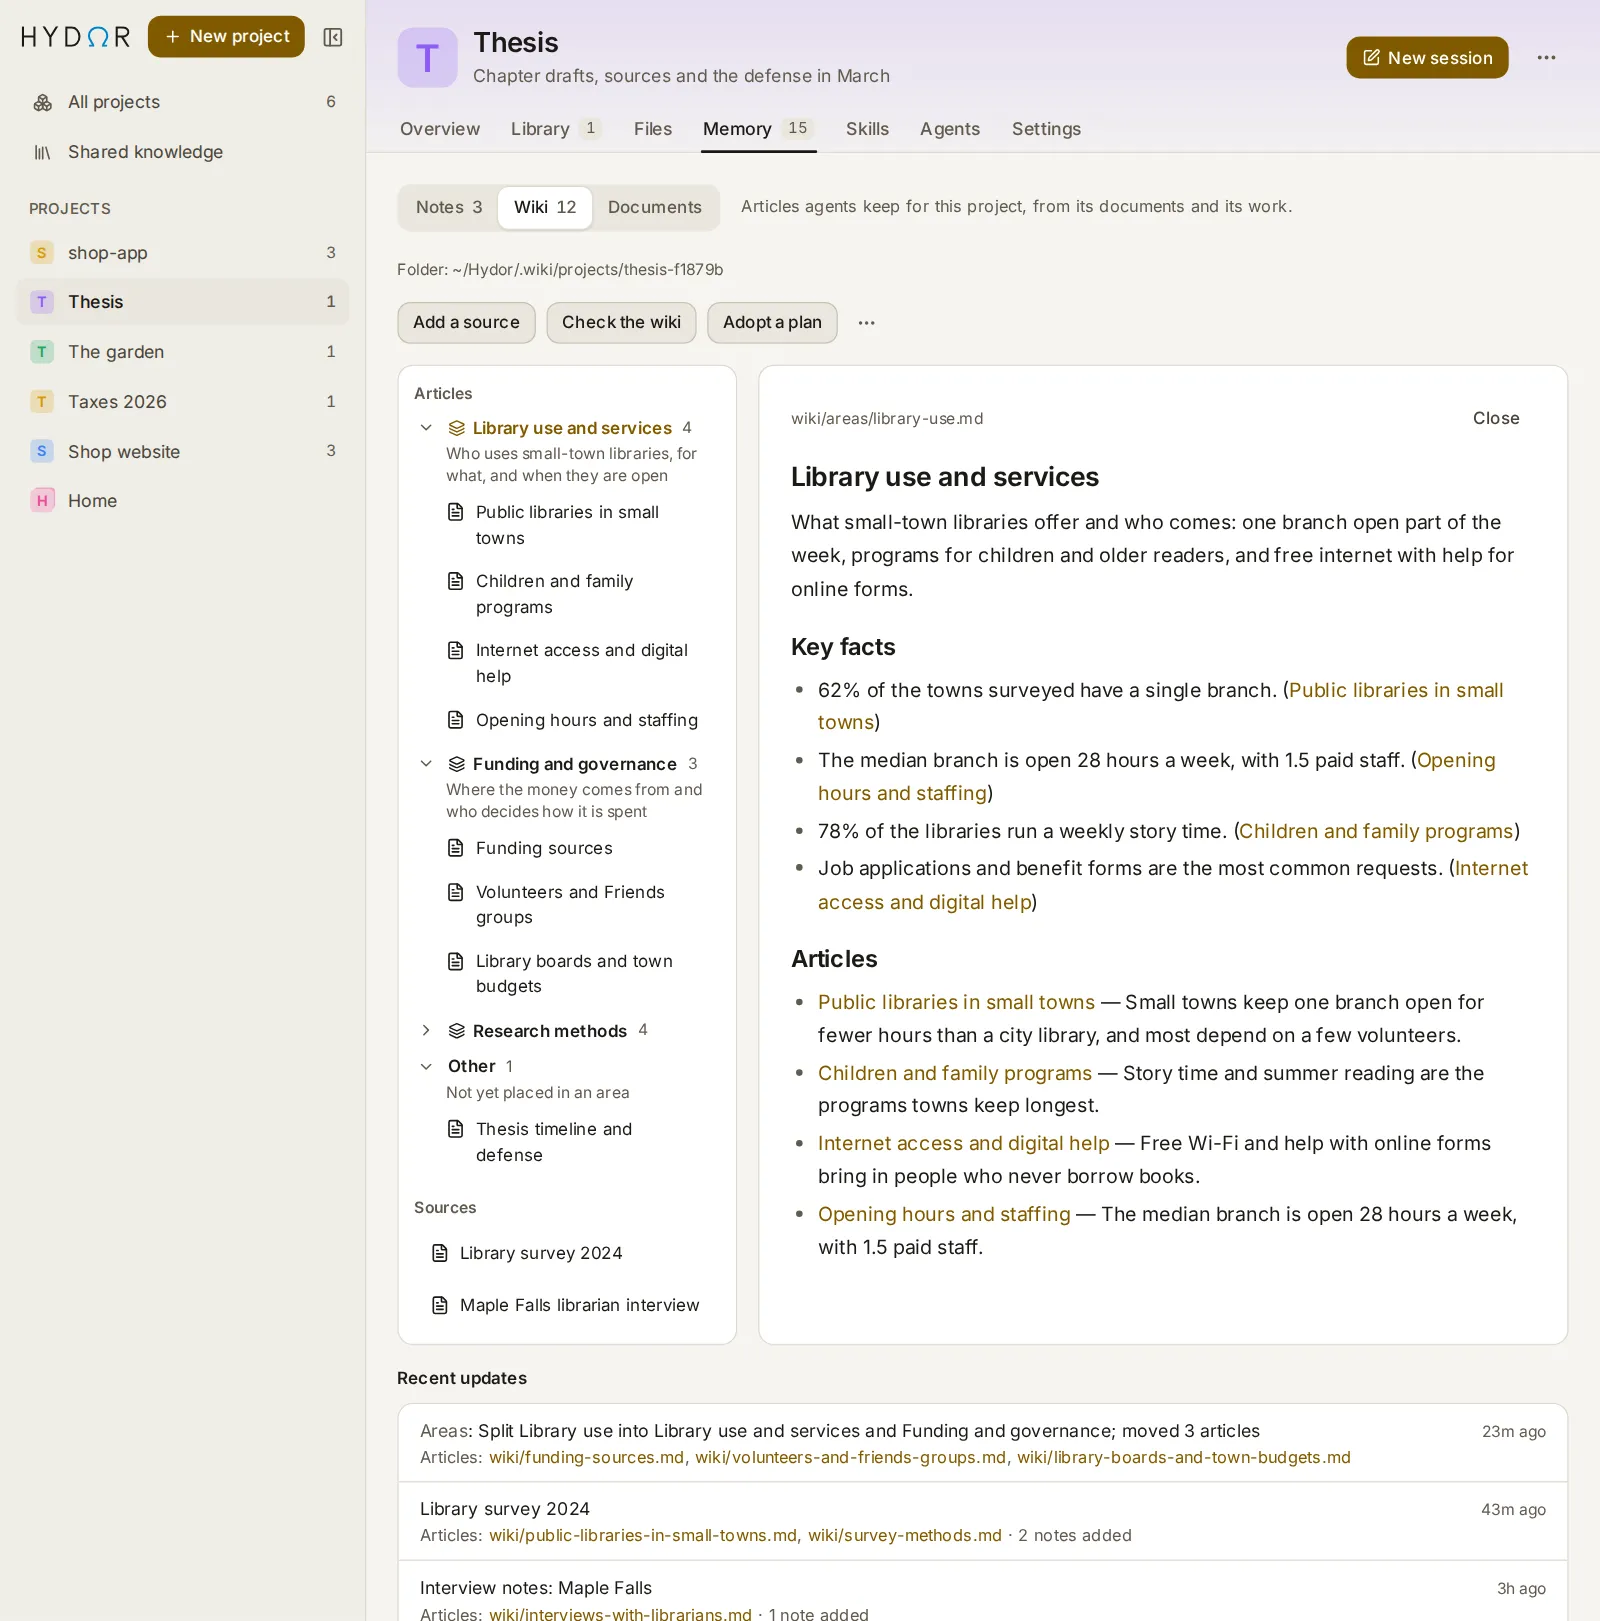 HYDΩR
New project
All projects 6
Shared knowledge
PROJECTS
S shop-app 3
T Thesis 1
T The garden 1
T Taxes 2026 1
S Shop website 3
H Home
T
Thesis
Chapter drafts, sources and the defense in March
New session
Overview Library 1 Files Memory 15 Skills Agents Settings
Notes 3 Wiki 12 Documents Articles agents keep for this project, from its documents and its work.
Folder: ~/Hydor/.wiki/projects/thesis-f1879b
Add a source Check the wiki Adopt a plan
Articles
Library use and services 4
Who uses small-town libraries, for
what, and when they are open
Public libraries in small
towns
Children and family
programs
Internet access and digital
help
Opening hours and staffing
Funding and governance 3
Where the money comes from and
who decides how it is spent
Funding sources
Volunteers and Friends
groups
Library boards and town
budgets
Research methods 4
Other 1
Not yet placed in an area
Thesis timeline and
defense
Sources
Library survey 2024
Maple Falls librarian interview
wiki/areas/library-use.md Close
Library use and services
What small-town libraries offer and who comes: one branch open part of the
week, programs for children and older readers, and free internet with help for
online forms.
Key facts
• 62% of the towns surveyed have a single branch. (Public libraries in small
towns)
• The median branch is open 28 hours a week, with 1.5 paid staff. (Opening
hours and staffing)
• 78% of the libraries run a weekly story time. (Children and family programs)
• Job applications and benefit forms are the most common requests. (Internet
access and digital help)
Articles
• Public libraries in small towns — Small towns keep one branch open for
fewer hours than a city library, and most depend on a few volunteers.
• Children and family programs — Story time and summer reading are the
programs towns keep longest.
• Internet access and digital help — Free Wi-Fi and help with online forms
bring in people who never borrow books.
• Opening hours and staffing — The median branch is open 28 hours a week,
with 1.5 paid staff.
Recent updates
Areas: Split Library use into Library use and services and Funding and governance; moved 3 articles 23m ago
Articles: wiki/funding-sources.md, wiki/volunteers-and-friends-groups.md, wiki/library-boards-and-town-budgets.md
Library survey 2024 43m ago
Articles: wiki/public-libraries-in-small-towns.md, wiki/survey-methods.md · 2 notes added
Interview notes: Maple Falls 3h ago
Articles: wiki/interviews-with-librarians.md · 1 note added